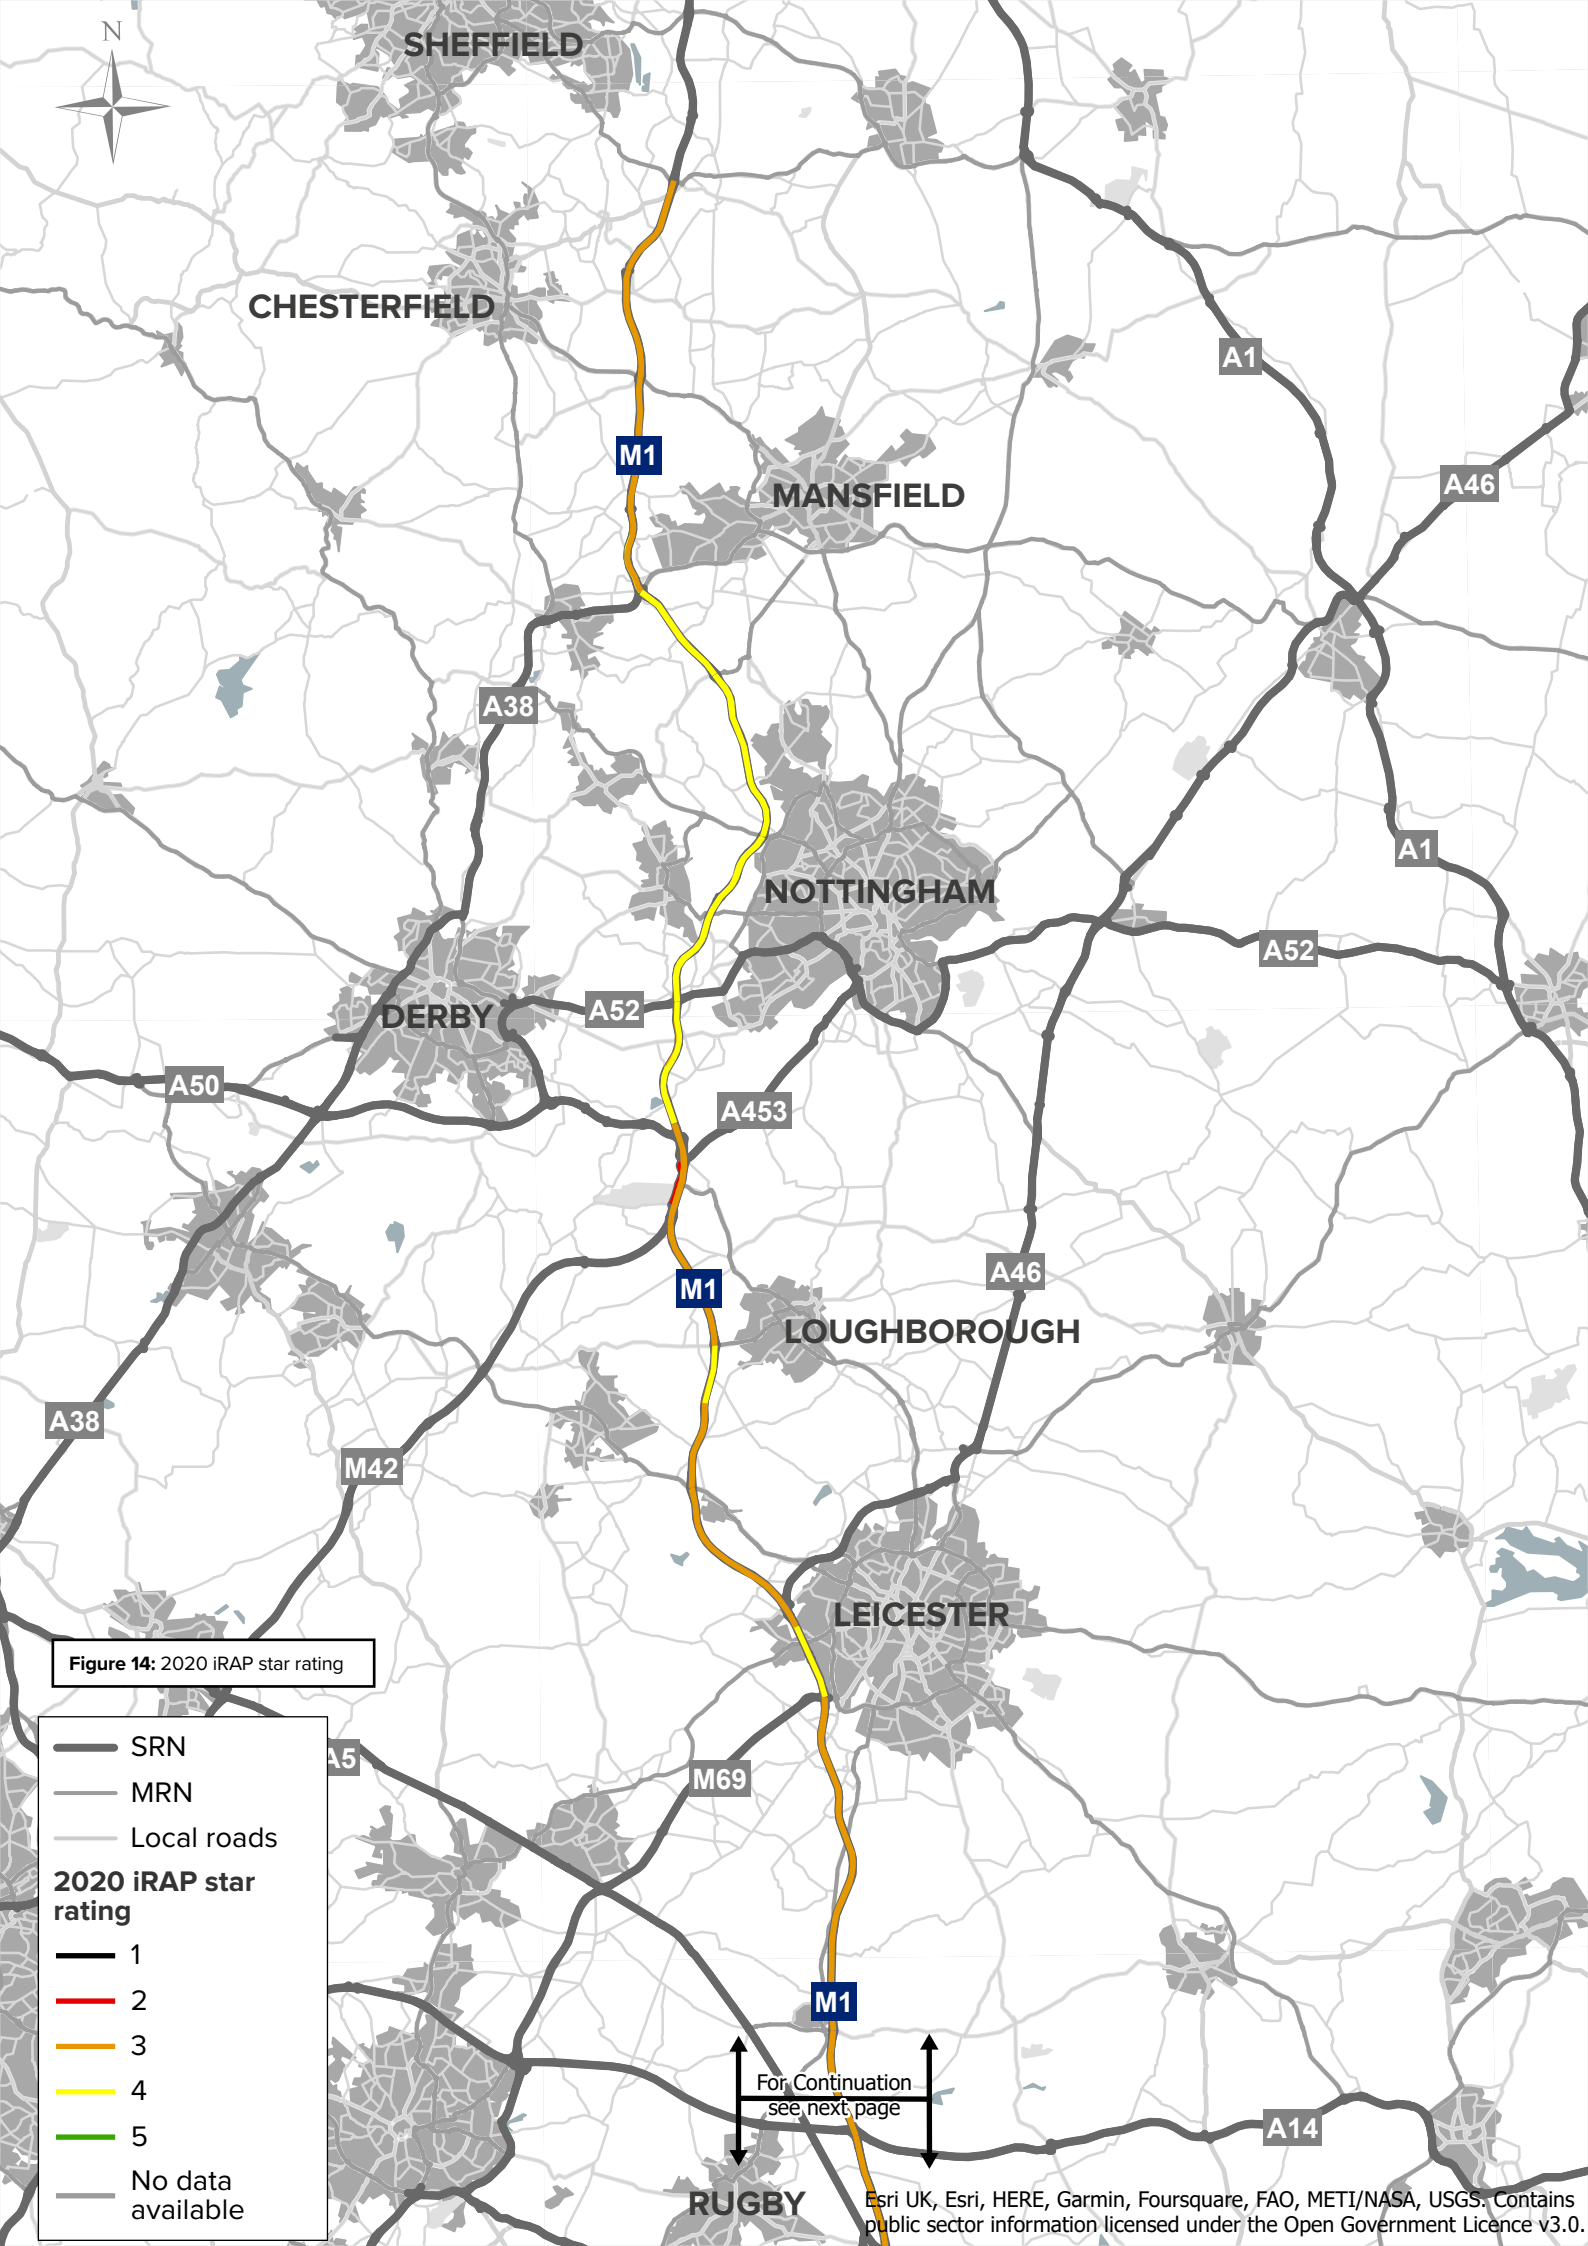 N
SHEFFIELD
CHESTERFIELD
A1
M1
A46
MANSFIELD
A38
A1
NOTTINGHAM
A52
A52
DERBY
A50
A453
A46
M1
LOUGHBOROUGH
A38
M42
LEICESTER
Figure 14: 2020 iRAP star rating
A5
M69
SRN
MRN
Local roads
2020 iRAP star
rating
1
2
3
4
5
No data
available
M1
For Continuation
see next page
A14
RUGBY
Esri UK, Esri, HERE, Garmin, Foursquare, FAO, METI/NASA, USGS. Contains
public sector information licensed under the Open Government Licence v3.0.